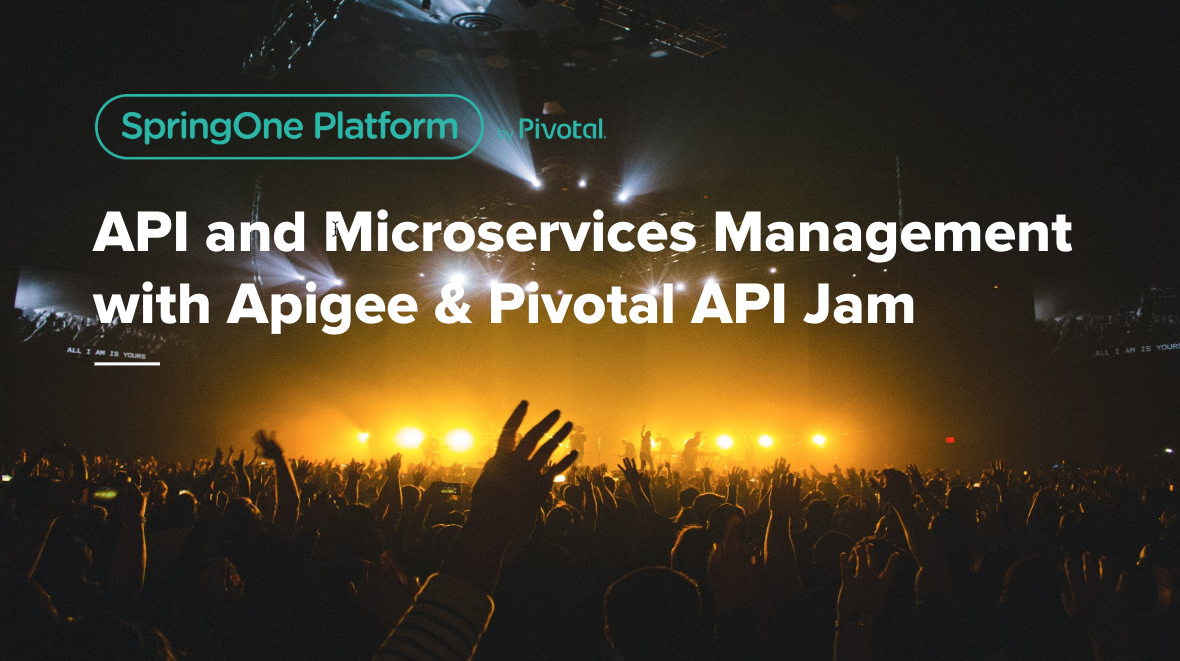 SpringOne Platform by Pivotal.
API and Microservices Management
with Apigee & Pivotal API Jam
ALL I AM IS YOURS
ALL I AM IS YOURS